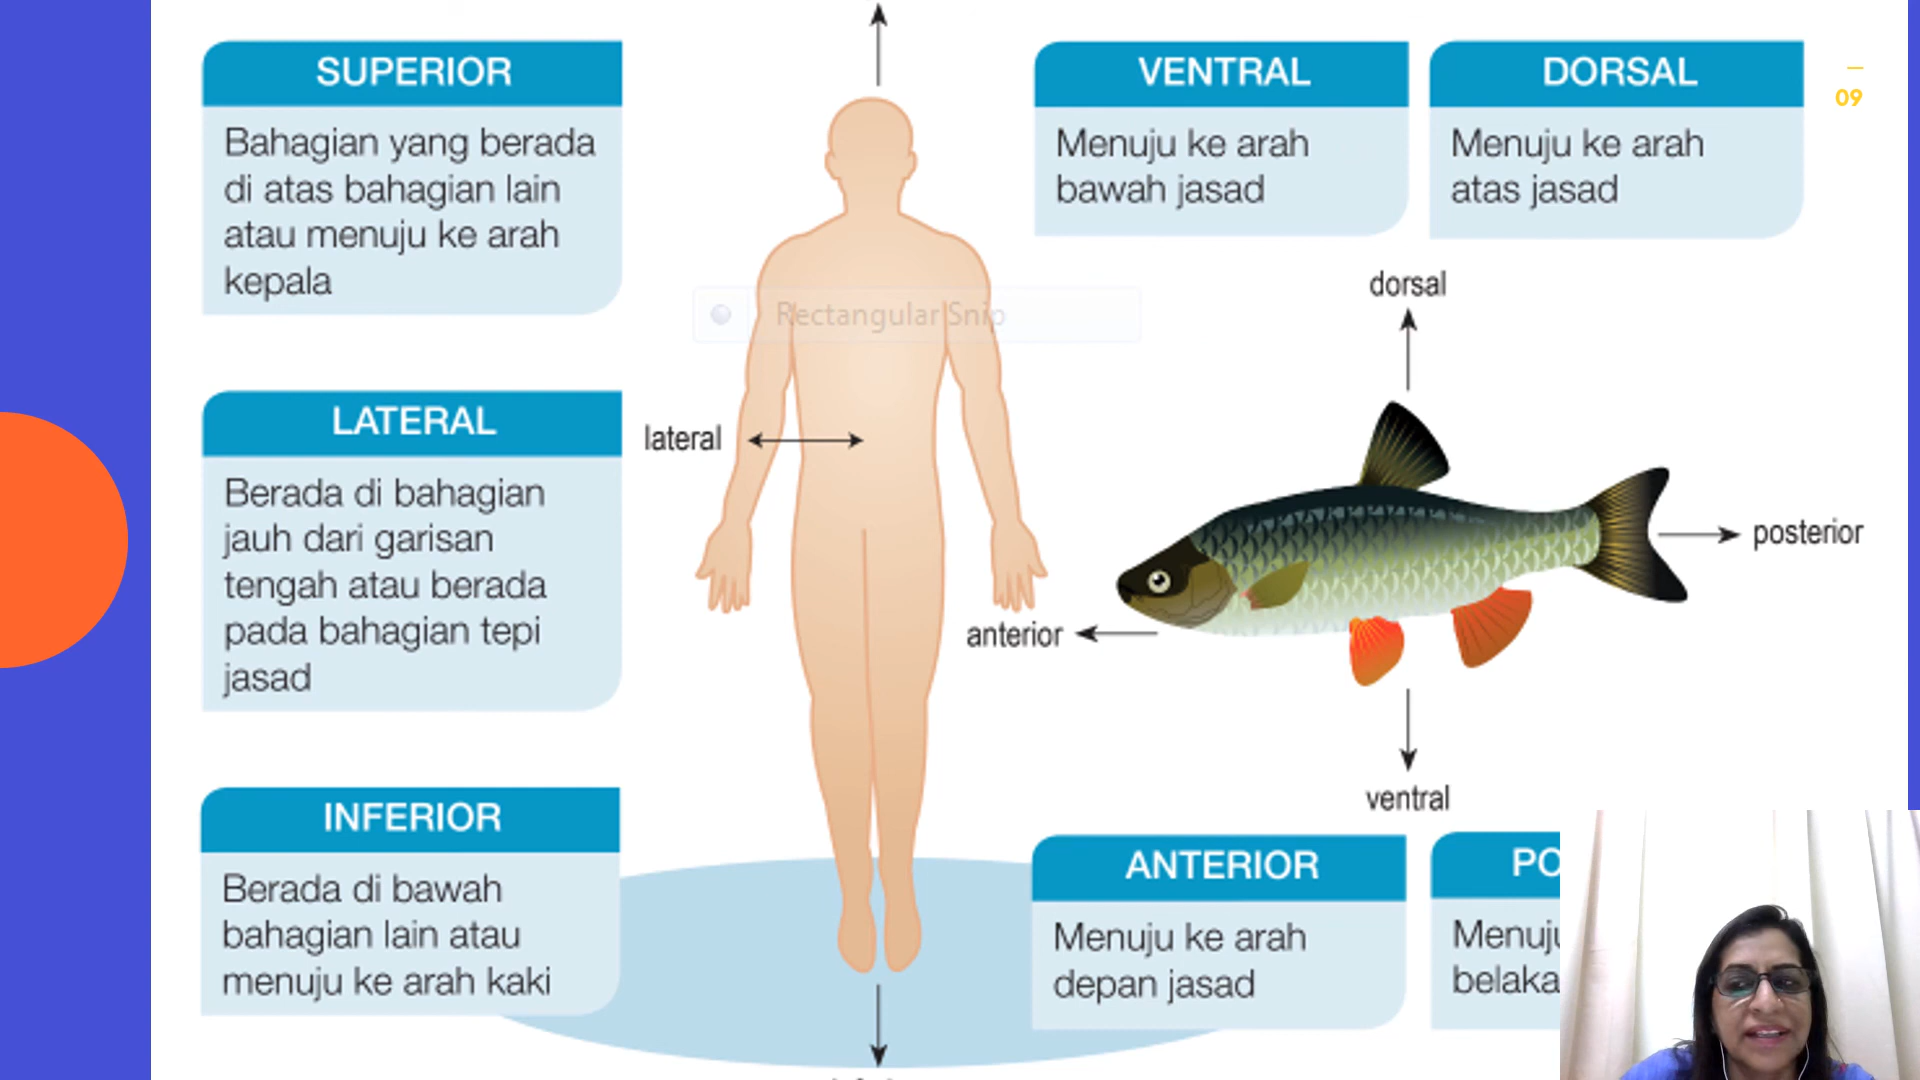 SUPERIOR
Bahagian yang berada
di atas bahagian lain
atau menuju ke arah
kepala
LATERAL
Berada di bahagian
jauh dari garisan
tengah atau berada
pada bahagian tepi
jasad
INFERIOR
Berada di bawah
bahagian lain atau
menuju ke arah kaki
Rectangular Snip
lateral
VENTRAL
Menuju ke arah
bawah jasad
DORSAL
Menuju ke arah
atas jasad
09
dorsal
posterior
anterior
ventral
ANTERIOR
Menuju ke arah
depan jasad
PO
Menuju
belaka